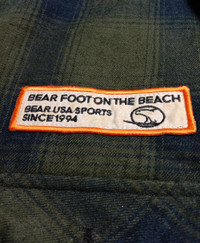 BEAR FOOT ON THE BEACH
BEAR.USA.SPORTS
SINCE 1994